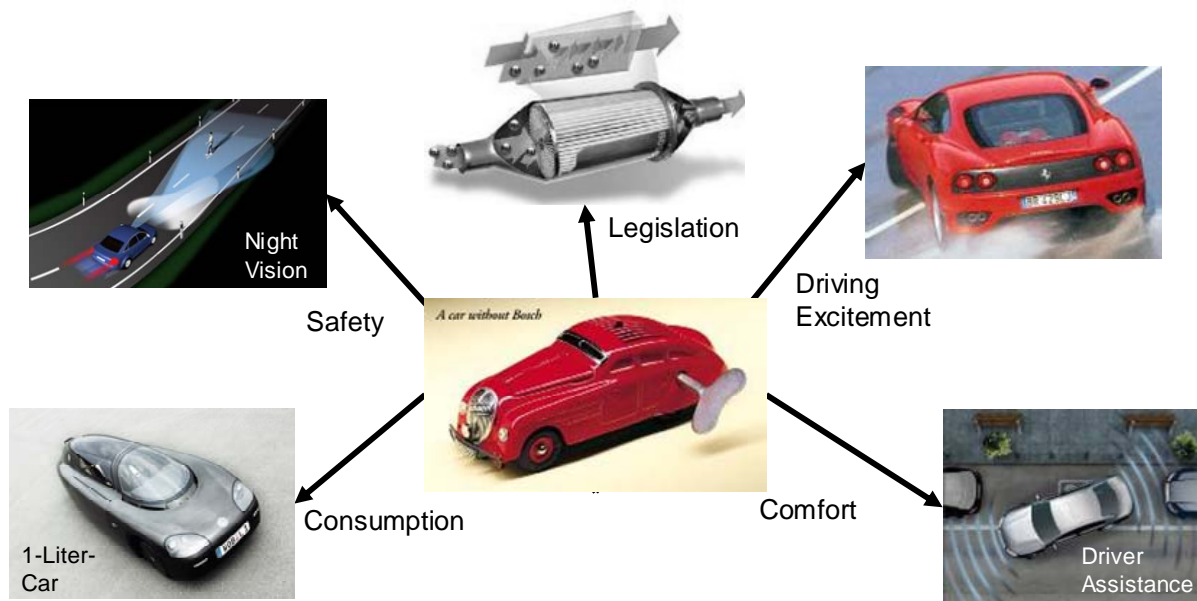 Legislation
Night
Vision
Driving
Excitement
Safety
A car without Bosch
Consumption
Comfort
1-Liter-
Car
Driver
Assistance